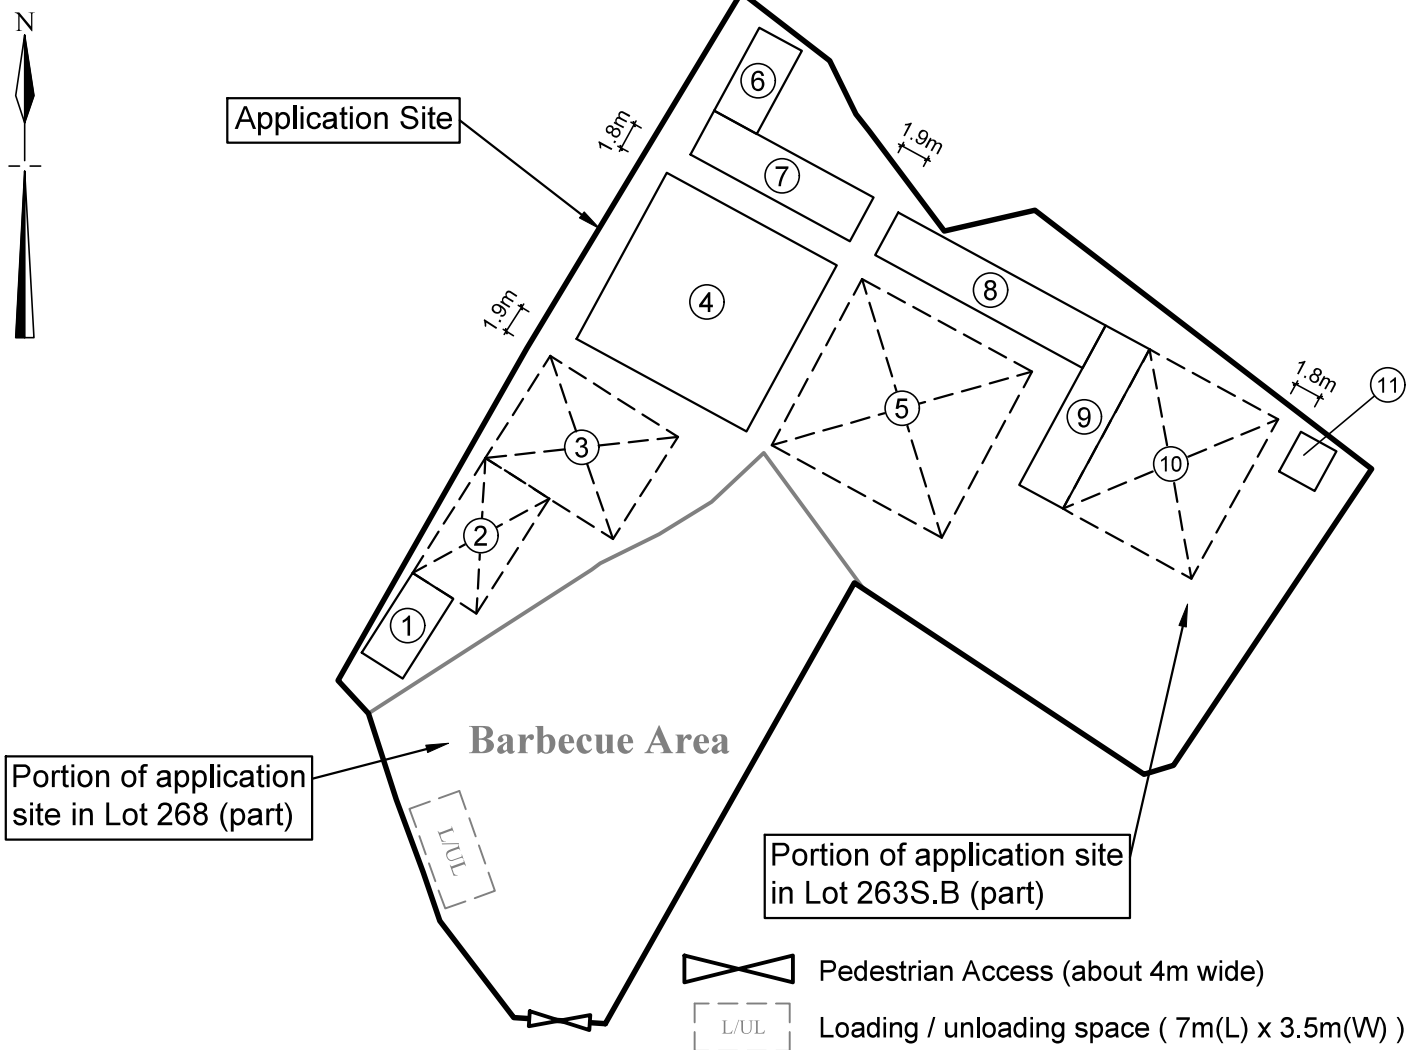 N
Application Site
1.8m
1.9m
1.9m
1.8m
6
7
4
8
5
9
10
11
3
2
1
Barbecue Area
Portion of application
site in Lot 268 (part)
L/UL
Portion of application site
in Lot 263S.B (part)
Pedestrian Access (about 4m wide)
L/UL
Loading / unloading space ( 7m(L) x 3.5m(W) )